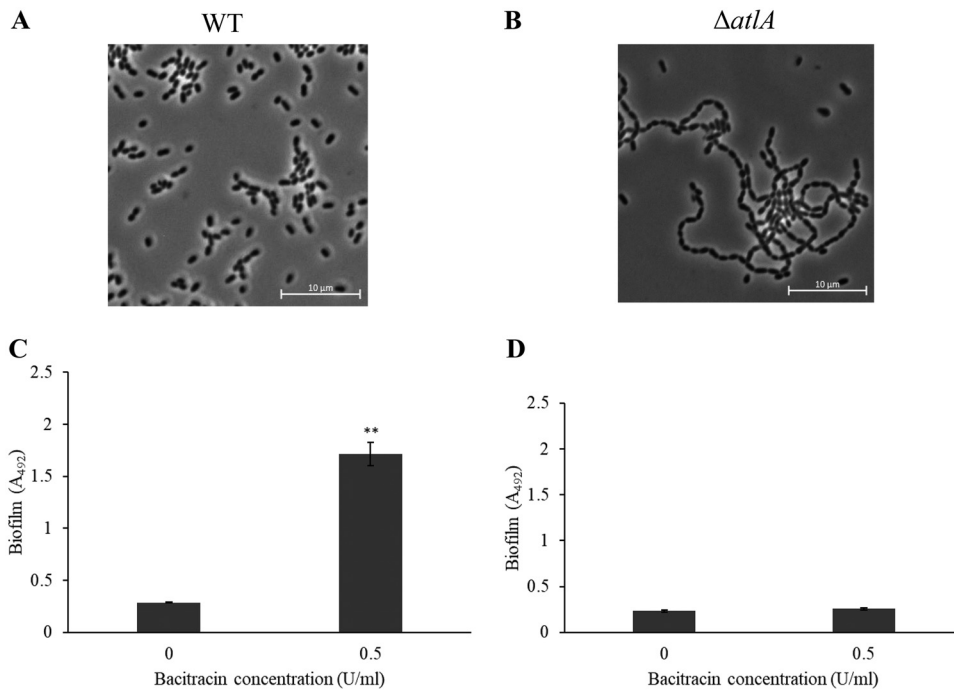 A WT
B ΔatlA
10 µm
10 µm
C
2.5
2
1.5
1
0.5
0
**
0 0.5
Biofilm (A492)
Bacitracin concentration (U/ml)
D
2.5
2
1.5
1
0.5
0
0 0.5
Biofilm (A492)
Bacitracin concentration (U/ml)